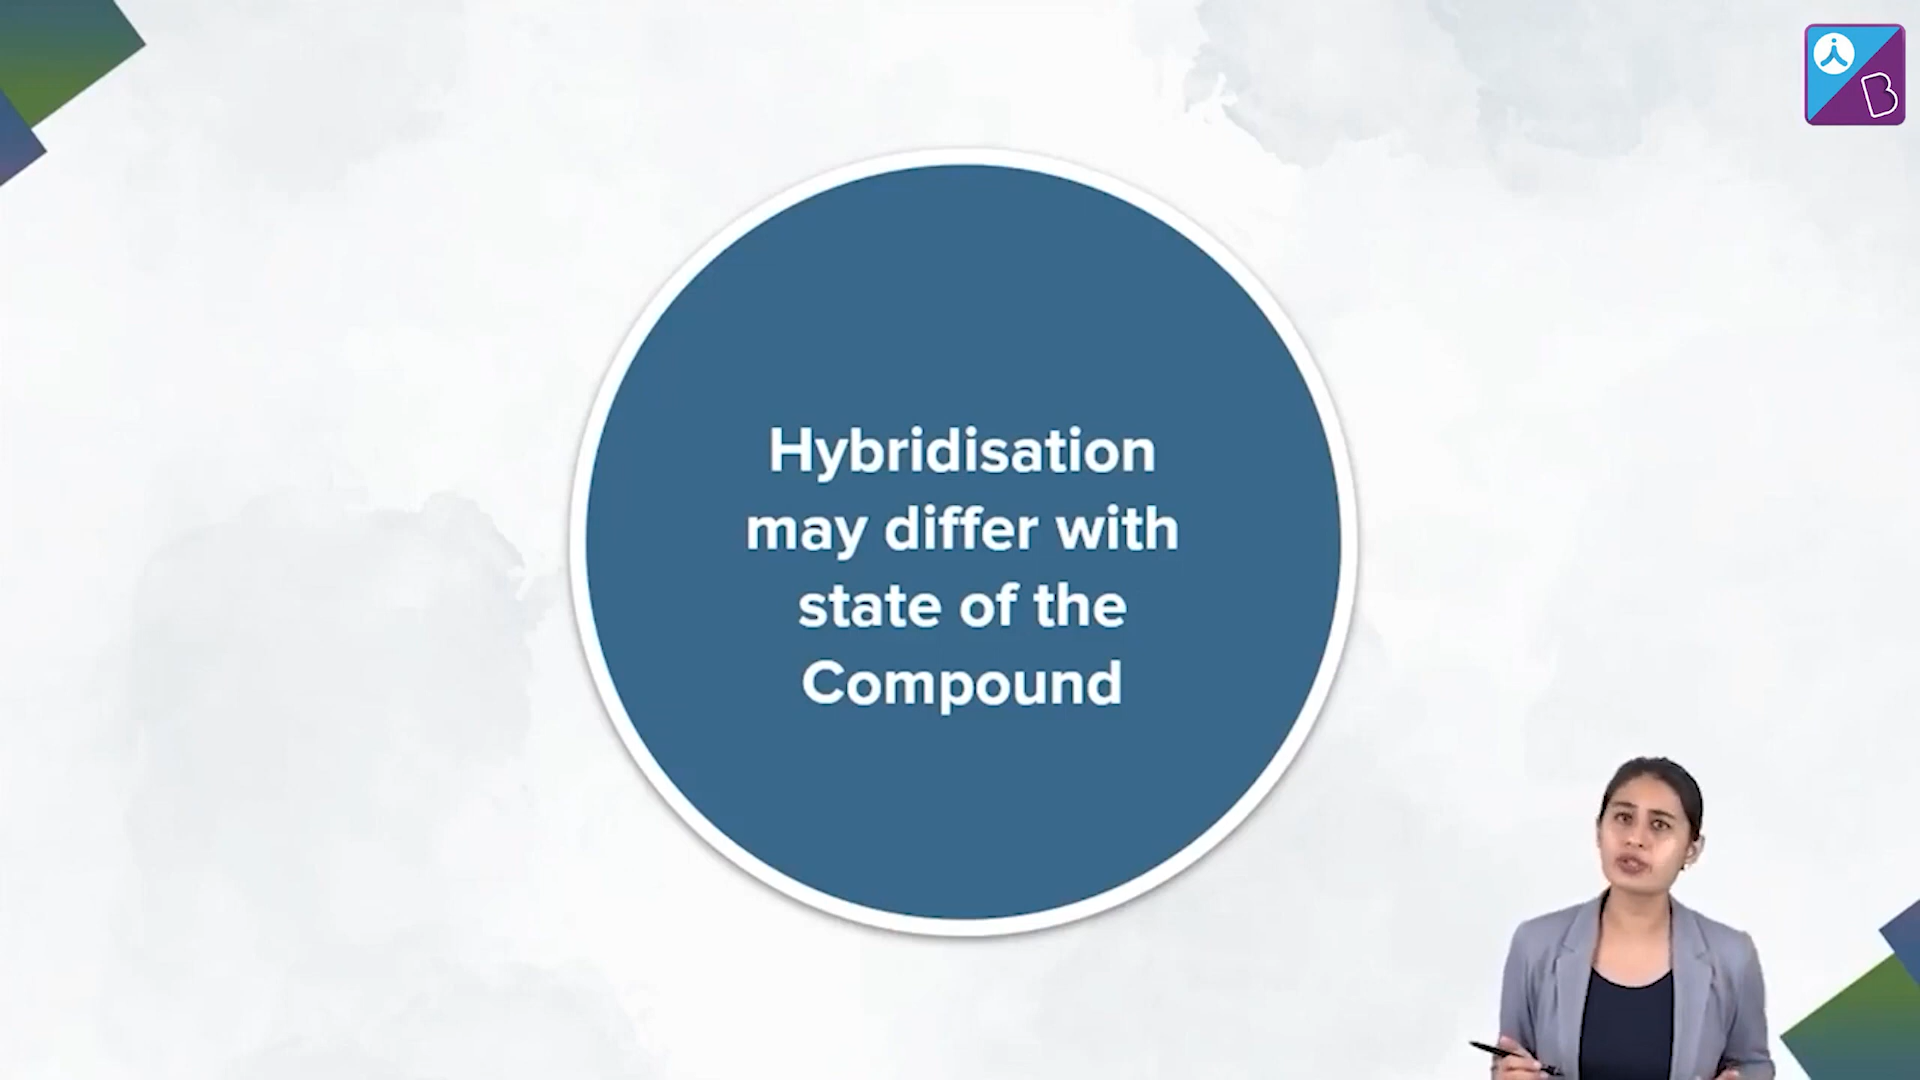 Hybridisation
may differ with
state of the
Compound